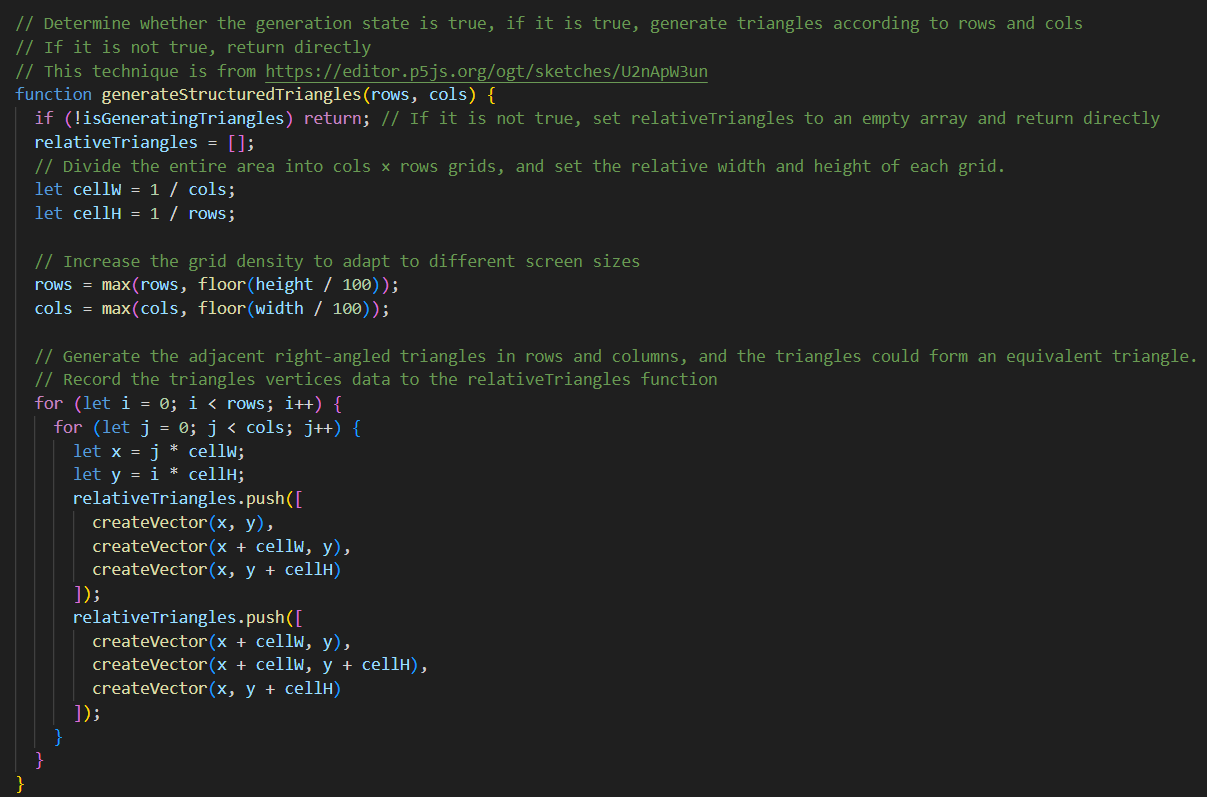 // Determine whether the generation state is true, if it is true, generate triangles according to rows and cols
// If it is not true, return directly
// This technique is from https://editor.p5js.org/ogt/sketches/U2nApW3un
function generateStructuredTriangles(rows, cols) {
  if (!isGeneratingTriangles) return; // If it is not true, set relativeTriangles to an empty array and return directly
  relativeTriangles = [];
  // Divide the entire area into cols × rows grids, and set the relative width and height of each grid.
  let cellW = 1 / cols;
  let cellH = 1 / rows;

  // Increase the grid density to adapt to different screen sizes
  rows = max(rows, floor(height / 100));
  cols = max(cols, floor(width / 100));

  // Generate the adjacent right-angled triangles in rows and columns, and the triangles could form an equivalent triangle.
  // Record the triangles vertices data to the relativeTriangles function
  for (let i = 0; i < rows; i++) {
    for (let j = 0; j < cols; j++) {
      let x = j * cellW;
      let y = i * cellH;
      relativeTriangles.push([
        createVector(x, y),
        createVector(x + cellW, y),
        createVector(x, y + cellH)
      ]);
      relativeTriangles.push([
        createVector(x + cellW, y),
        createVector(x + cellW, y + cellH),
        createVector(x, y + cellH)
      ]);
    }
  }
}